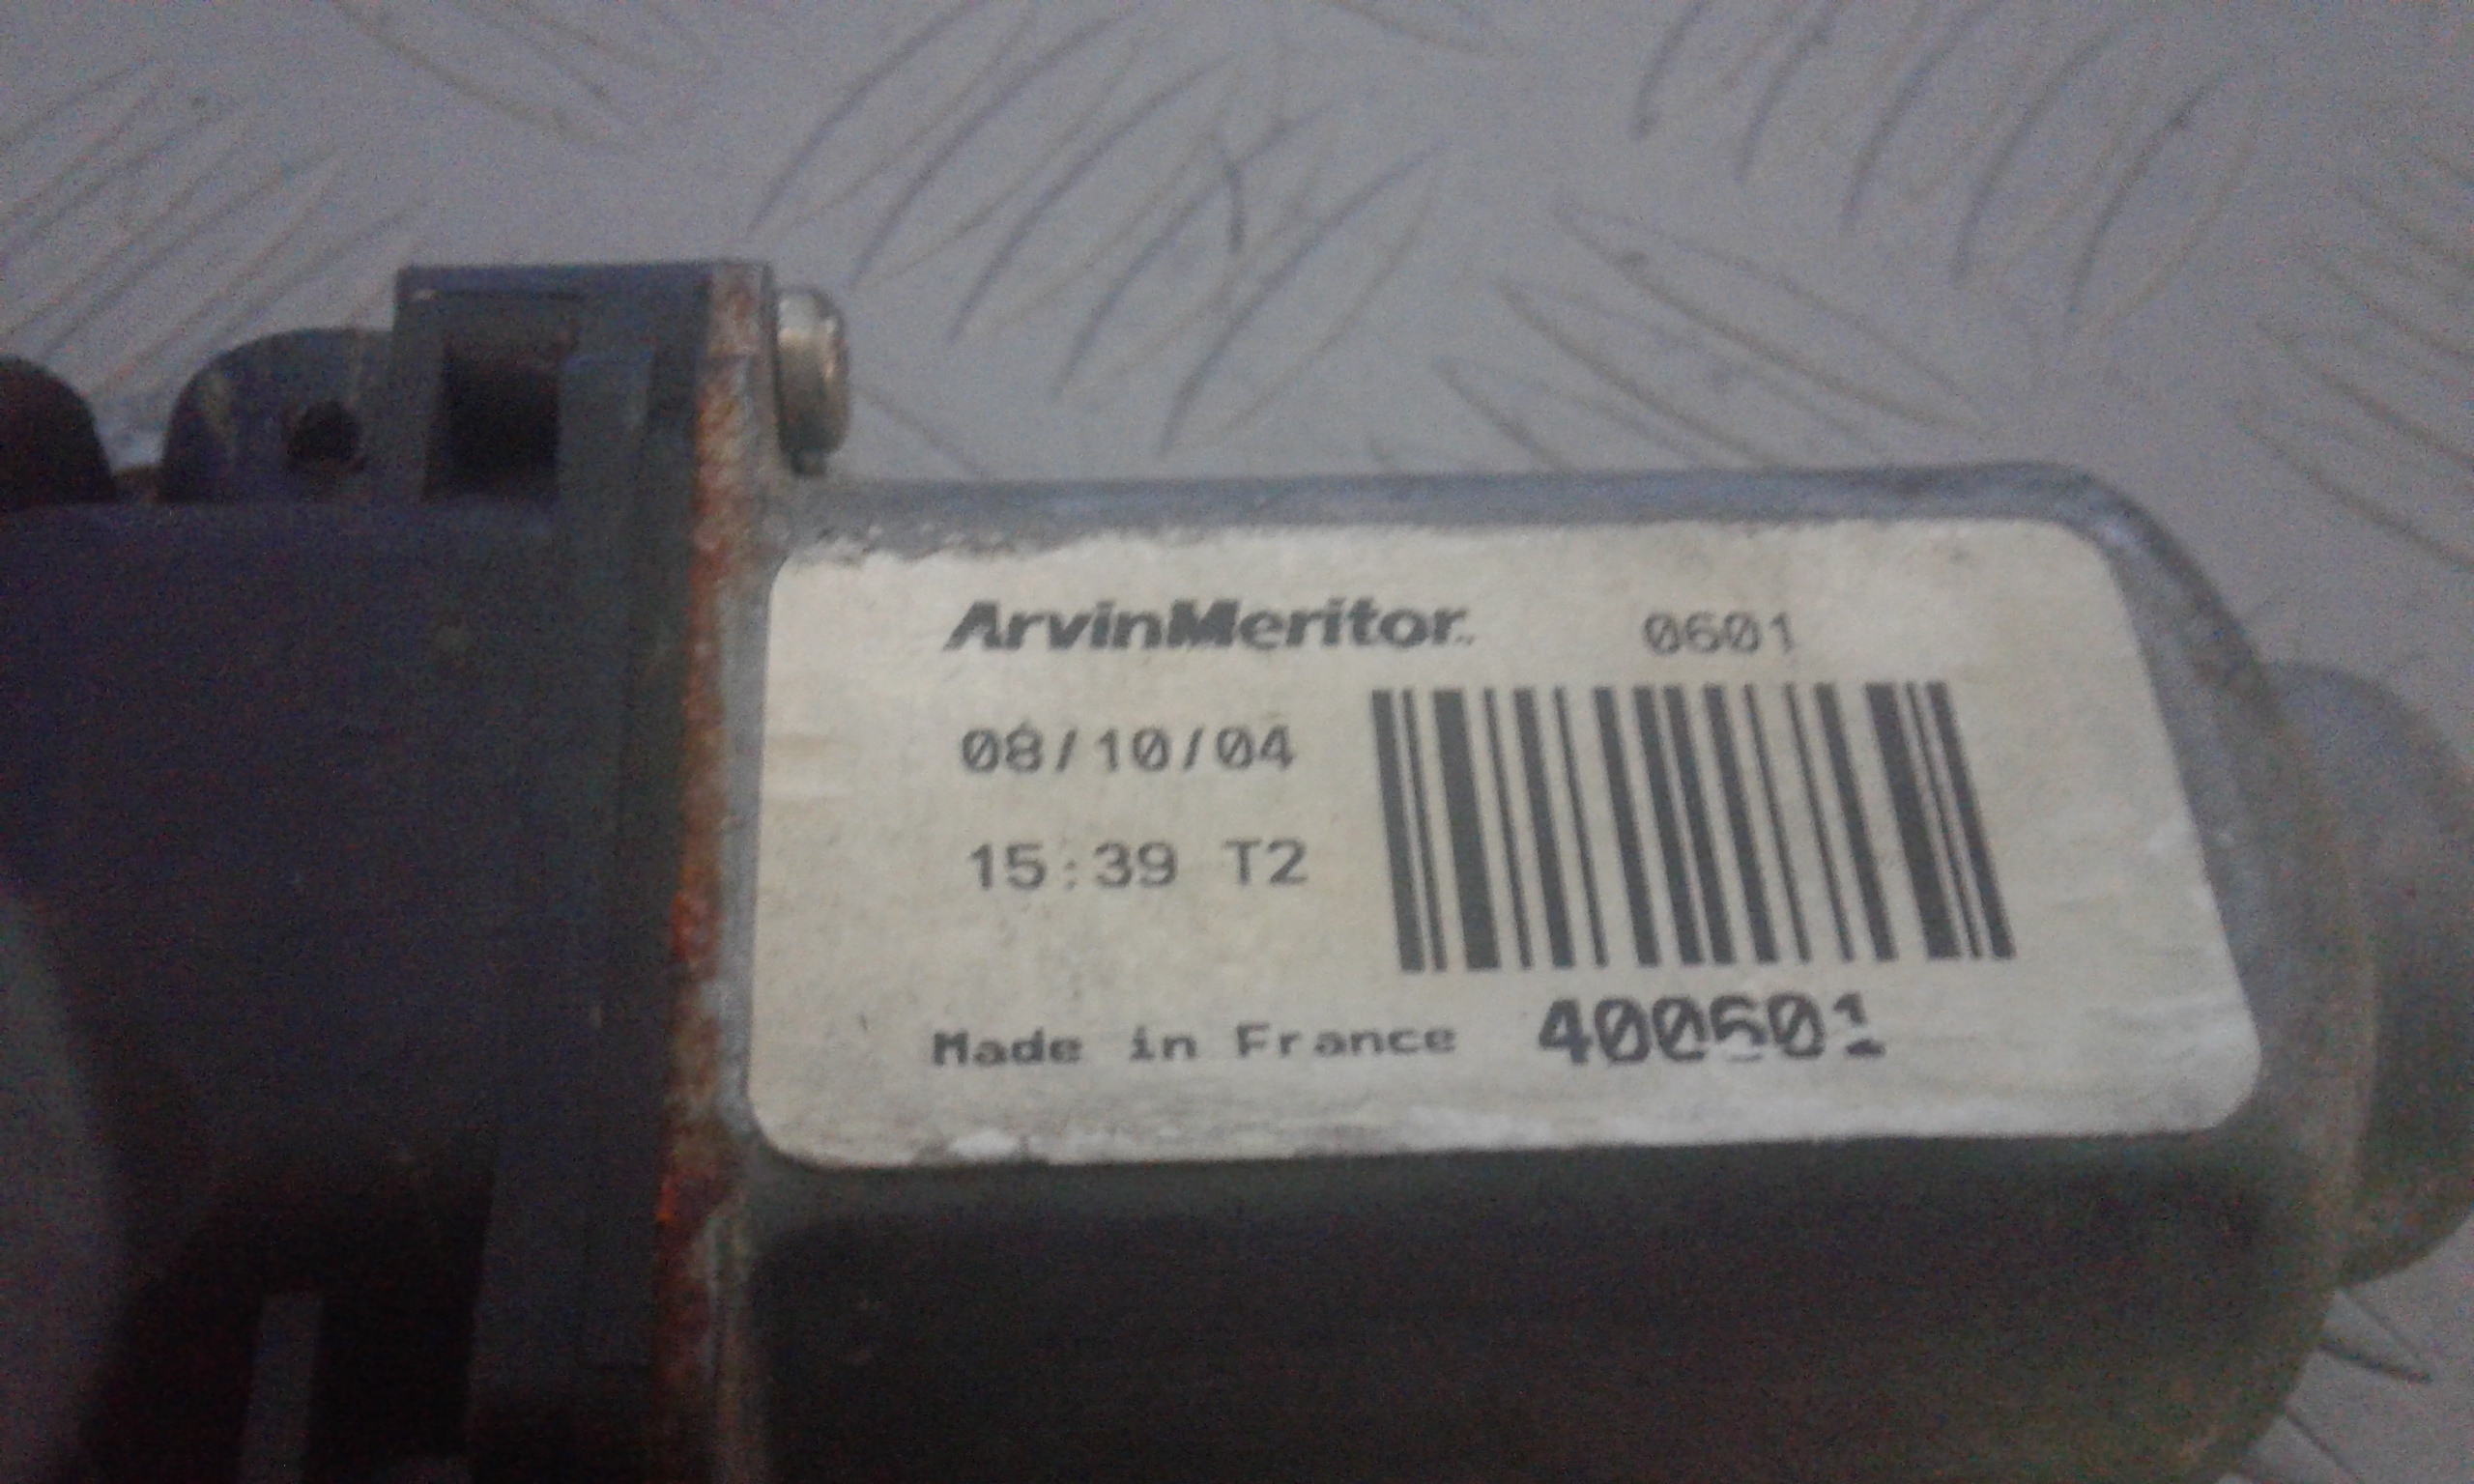 ArvinMeritor 0601
08/10/04
15:39 T2
Made in France 400601